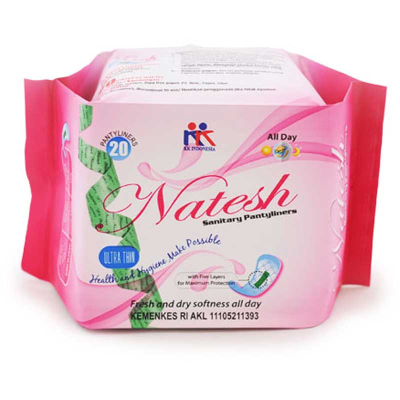 PANTYLINERS
20
KK INDONESIA
All Day
Natesh
Sanitary Pantyliners
ULTRA THIN
Health and Hygiene Make Possible
with Five Layers
for Maximum Protection
Fresh and dry softness all day
KEMENKES RI AKL 11105211393